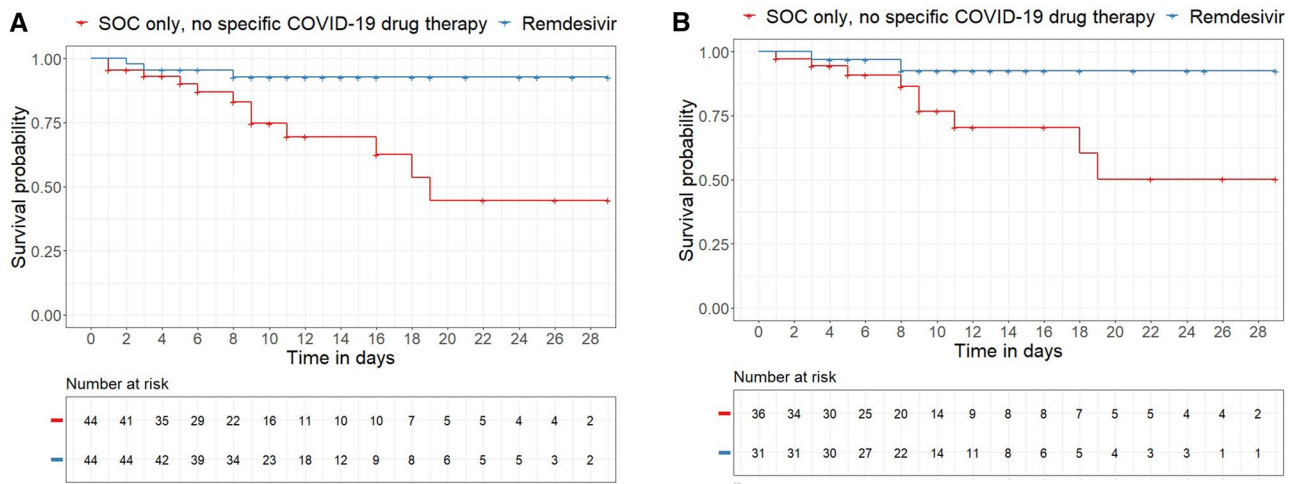 A
SOC only, no specific COVID-19 drug therapy Remdesivir
1.00
0.75
0.50
0.25
0.00
Survival probability
0 2 4 6 8 10 12 14 16 18 20 22 24 26 28
Time in days
Number at risk
44 41 35 29 22 16 11 10 10 7 5 5 4 4 2
44 44 42 39 34 23 18 12 9 8 6 5 5 3 2
B
SOC only, no specific COVID-19 drug therapy Remdesivir
1.00
0.75
0.50
0.25
0.00
Survival probability
0 2 4 6 8 10 12 14 16 18 20 22 24 26 28
Time in days
Number at risk
36 34 30 25 20 14 9 8 8 7 5 5 4 4 2
31 31 30 27 22 14 11 8 6 5 4 3 3 1 1